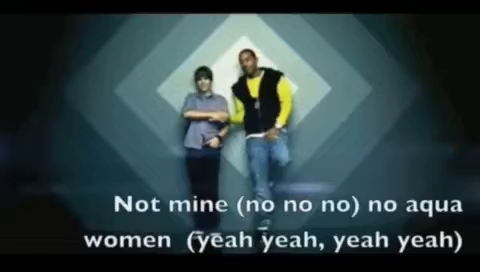 Not mine (no no no) no aqua
women  (yeah yeah, yeah yeah)